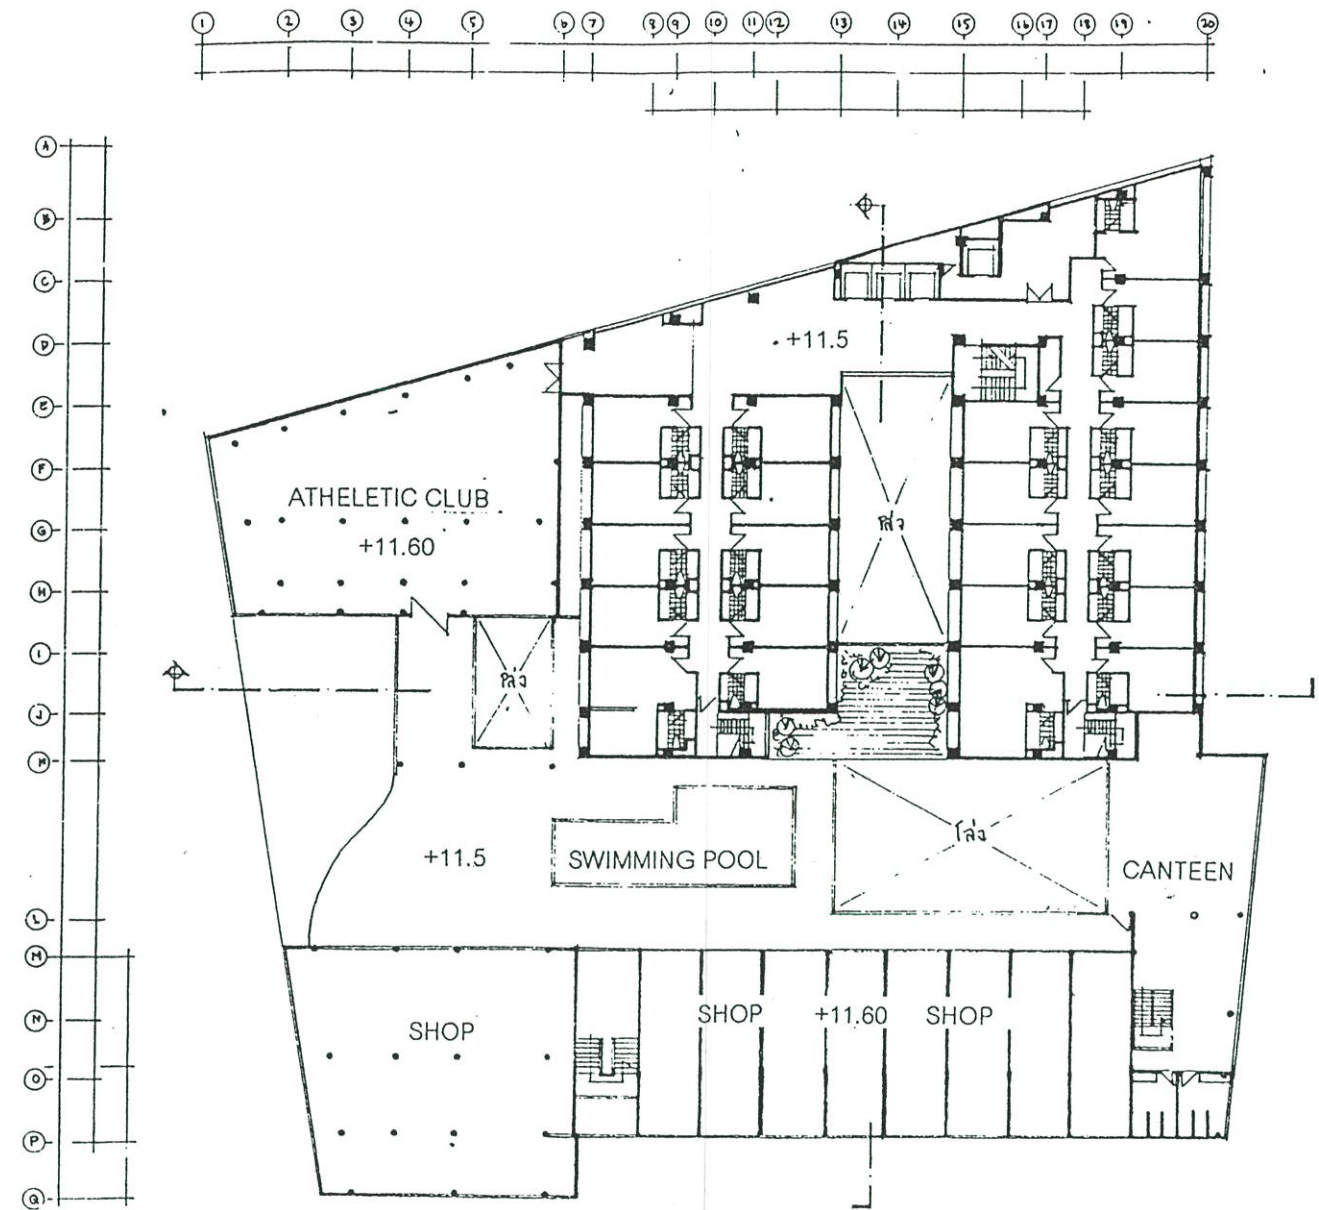 1 2 3 4 5 6 7 8 9 10 11 12 13 14 15 16 17 18 19 20
A
B
C
D
+11.5
E
F
ATHELETIC CLUB
G
โล่ง
+11.60
H
I
โล่ง
J
N
โล่ง
+11.5
SWIMMING POOL
CANTEEN
L
M
N
SHOP +11.60 SHOP
SHOP
O
P
Q